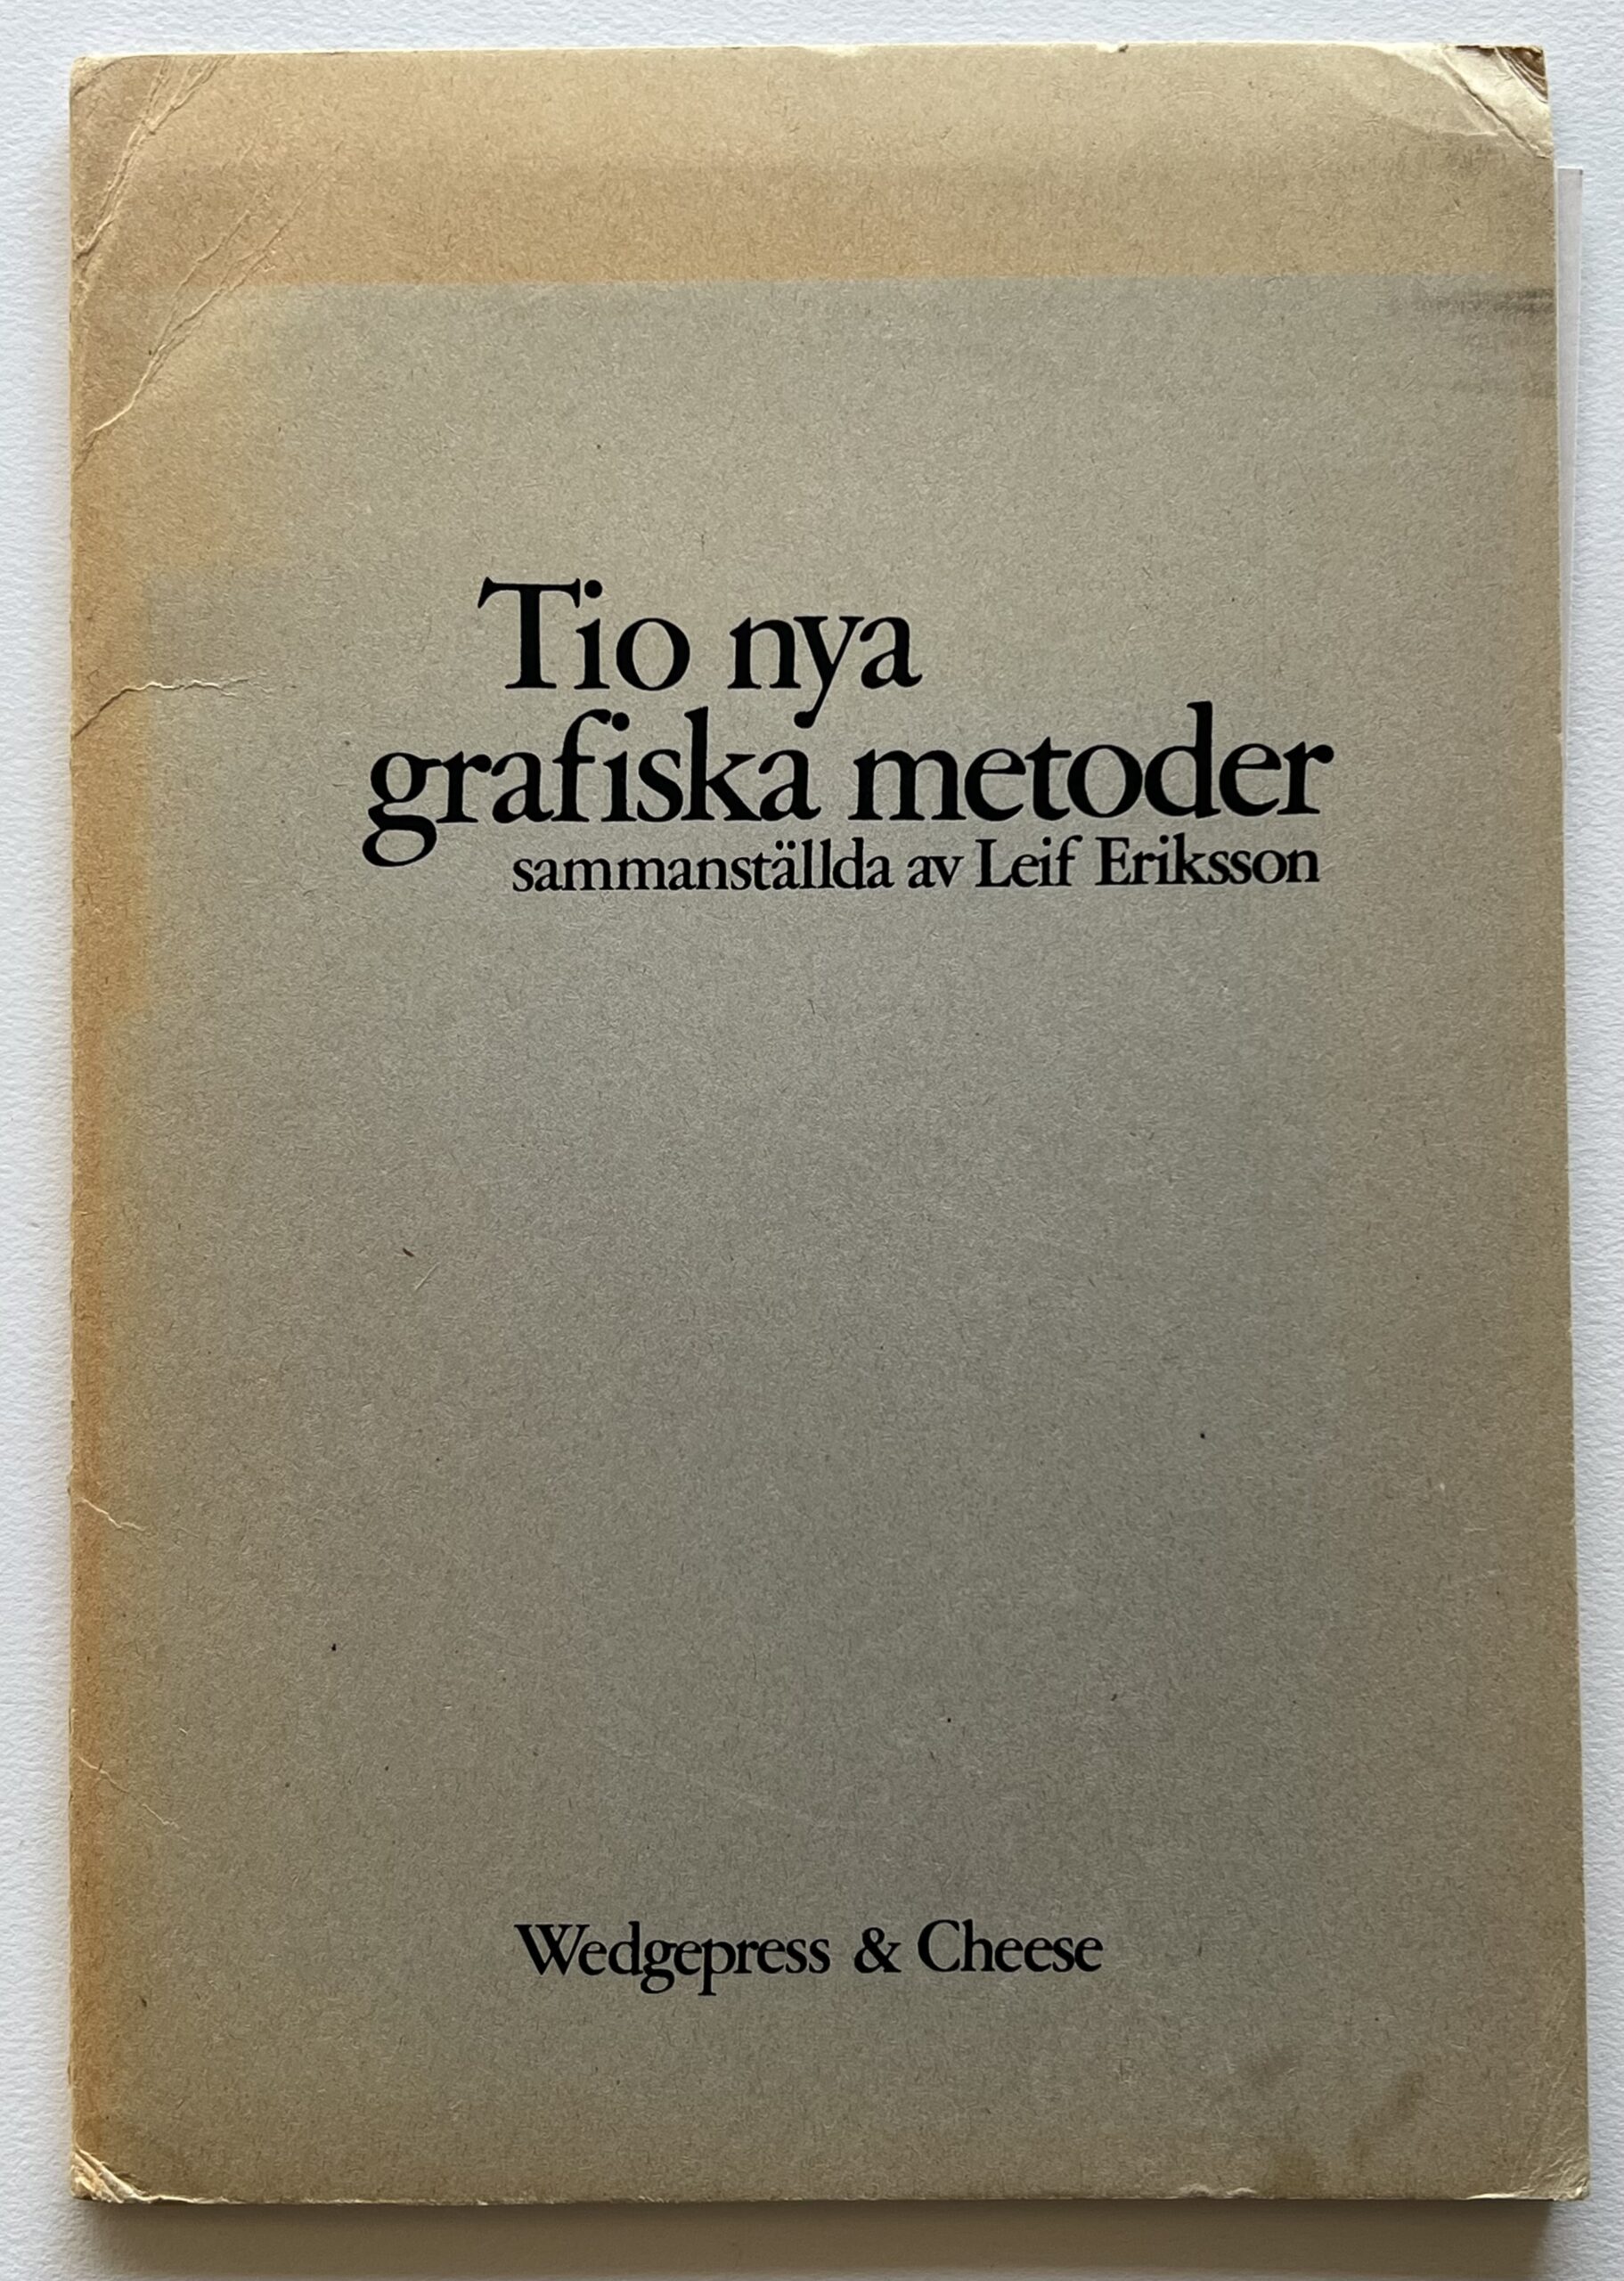 Tio nya
grafiska metoder
sammanställda av Leif Eriksson
Wedgepress & Cheese